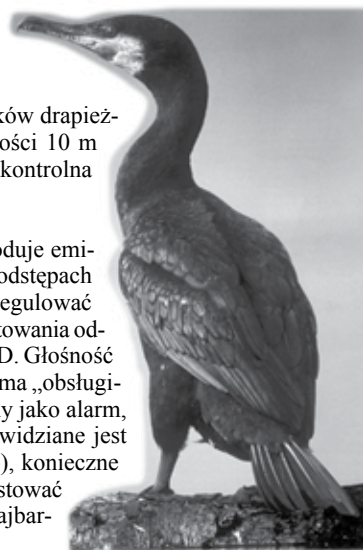 ków drapież-
ości 10 m
kontrolna
oduje emi-
odstępach
egulować
towania od-
D. Głośność
ma „obsługi-
ny jako alarm,
widziane jest
), konieczne
stować
ajbar-